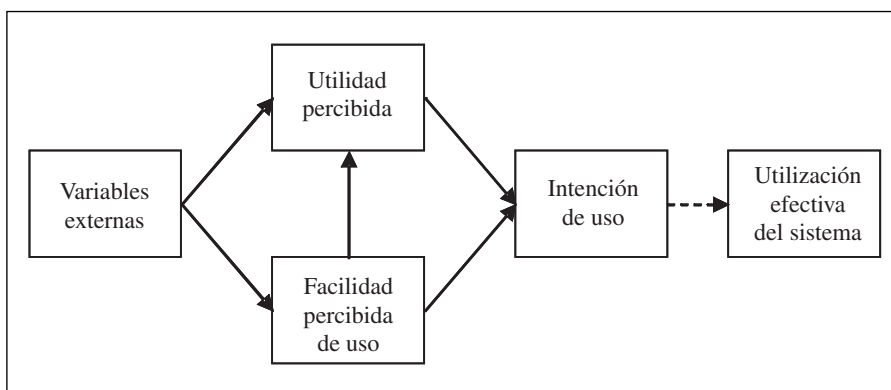 Utilidad
percibida
Variables
externas
Facilidad
percibida
de uso
Intención
de uso
Utilización
efectiva
del sistema